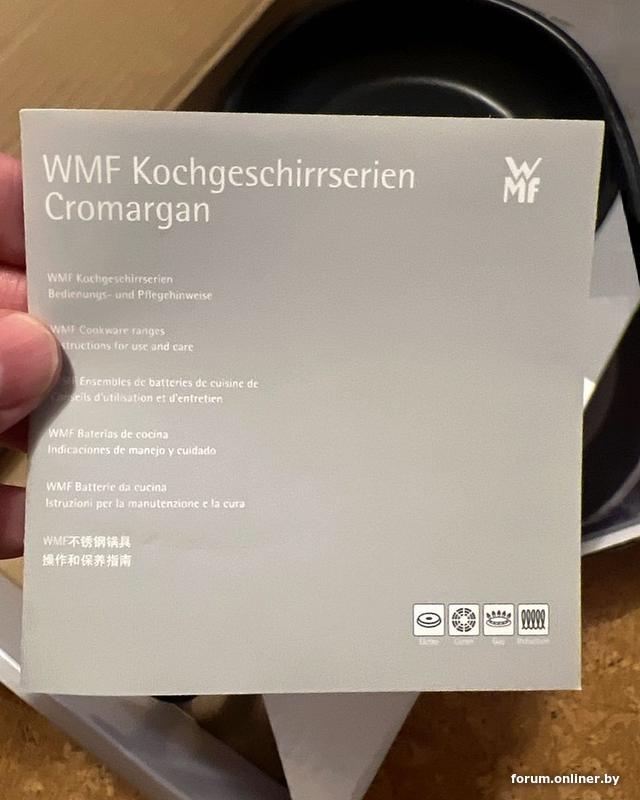 WMF Kochgeschirrserien
Cromargan
WMF
WMF Kochgeschirrserien
Bedienungs- und Pflegehinweise
WMF Cookware ranges
structions for use and care
Ensembles de batteries de cuisine de
Conseils d'utilisation et d'entretien
WMF Baterías de cocina
Indicaciones de manejo y cuidado
WMF Batterie da cucina
Istruzioni per la manutenzione e la cura
WMF不锈钢锅具
操作和保养指南
Gas
forum.onliner.by